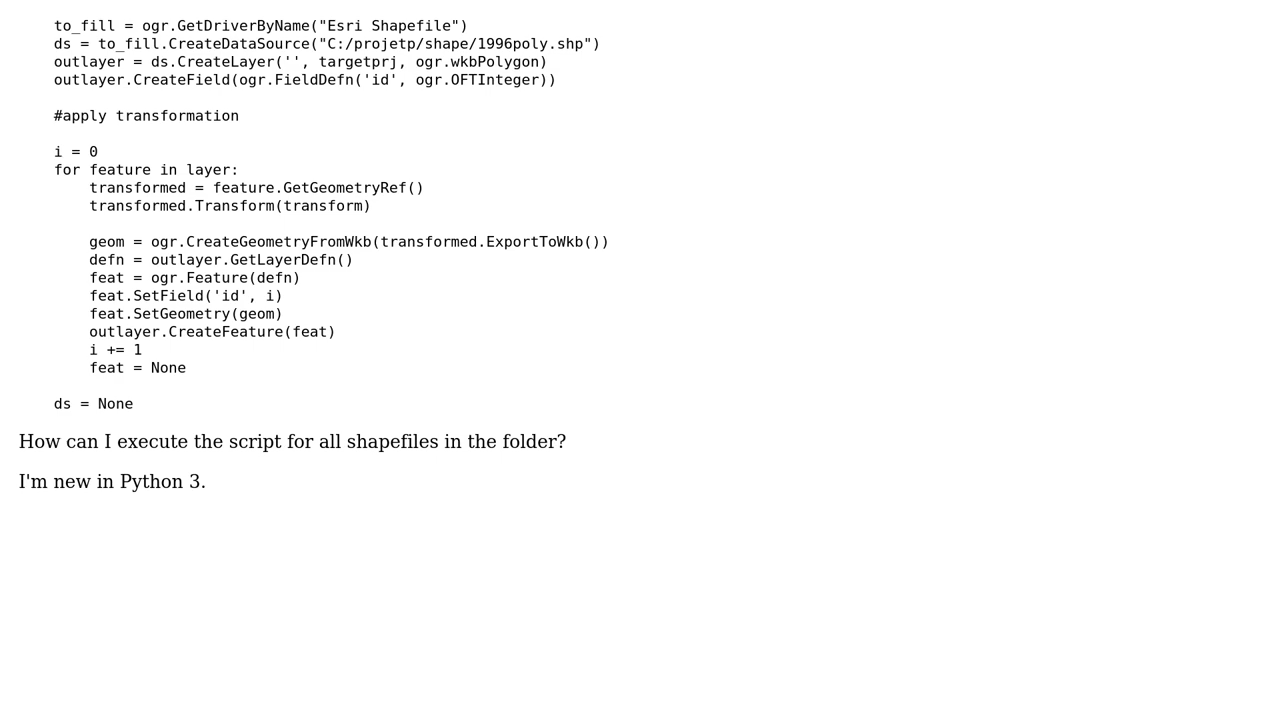 to_fill = ogr.GetDriverByName("Esri Shapefile")
ds = to_fill.CreateDataSource("C:/projetp/shape/1996poly.shp")
outlayer = ds.CreateLayer('', targetprj, ogr.wkbPolygon)
outlayer.CreateField(ogr.FieldDefn('id', ogr.OFTInteger))

#apply transformation

i = 0
for feature in layer:
    transformed = feature.GetGeometryRef()
    transformed.Transform(transform)

    geom = ogr.CreateGeometryFromWkb(transformed.ExportToWkb())
    defn = outlayer.GetLayerDefn()
    feat = ogr.Feature(defn)
    feat.SetField('id', i)
    feat.SetGeometry(geom)
    outlayer.CreateFeature(feat)
    i += 1
    feat = None

ds = None
How can I execute the script for all shapefiles in the folder?
I'm new in Python 3.